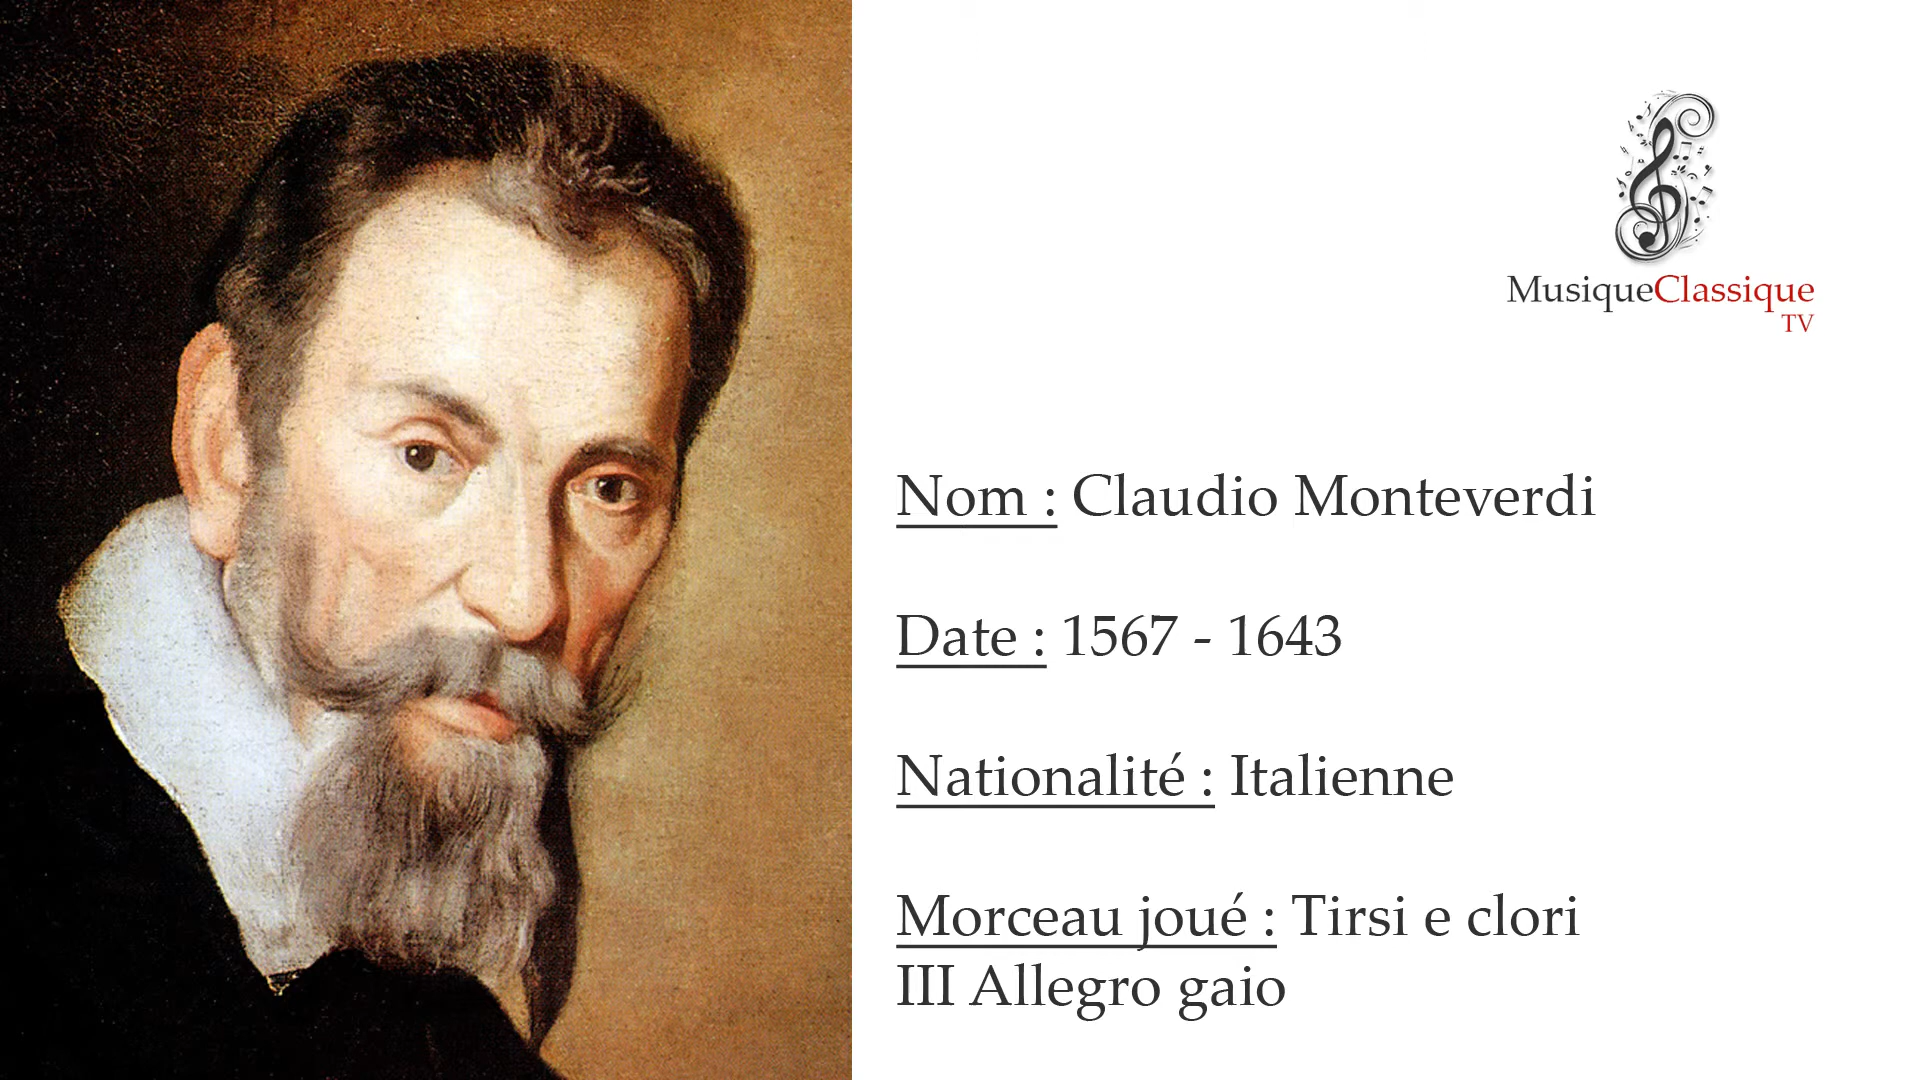 MusiqueClassique
TV
Nom : Claudio Monteverdi
Date : 1567 - 1643
Nationalité : Italienne
Morceau joué : Tirsi e clori
III Allegro gaio